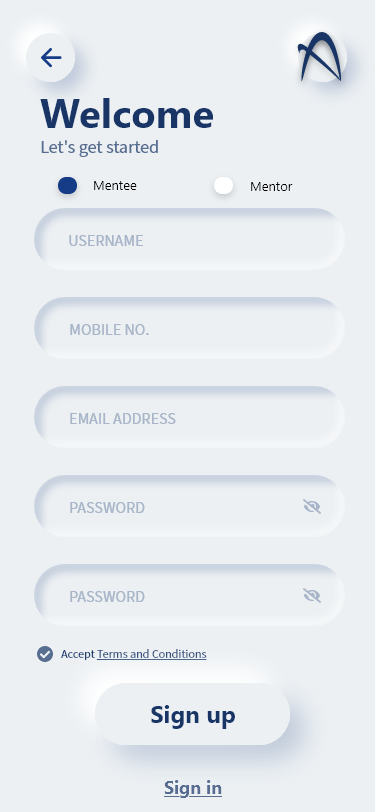 Welcome
Let's get started
Mentee
Mentor
USERNAME
MOBILE NO.
EMAIL ADDRESS
PASSWORD
PASSWORD
Accept Terms and Conditions
Sign up
Sign in